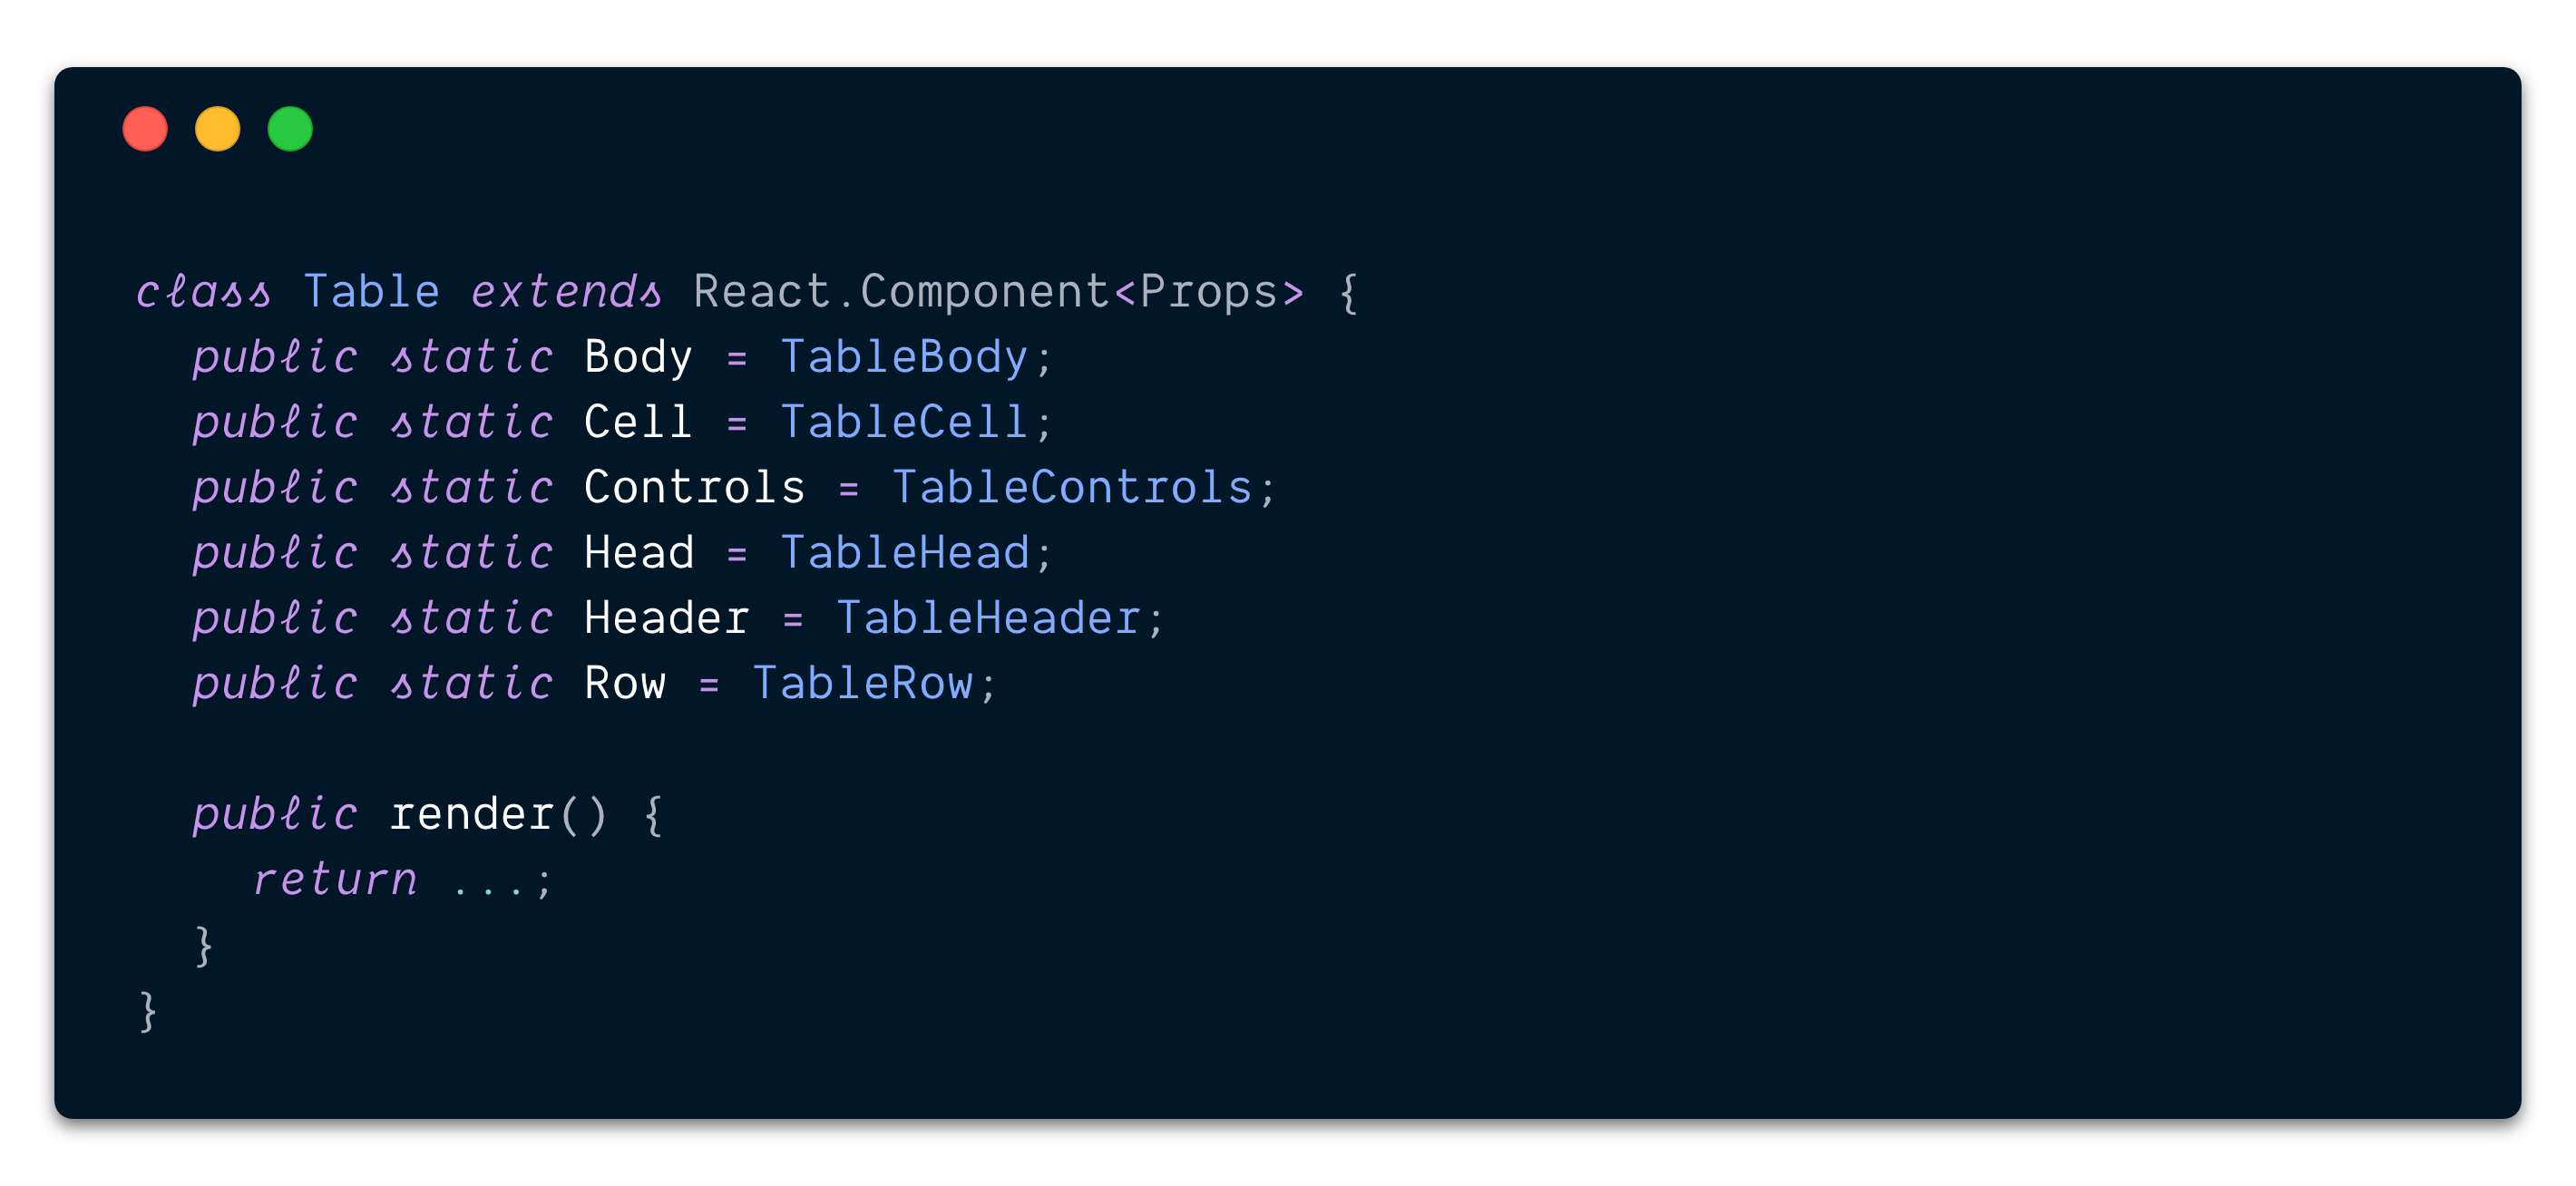 class Table extends React.Component<Props> {
  public static Body = TableBody;
  public static Cell = TableCell;
  public static Controls = TableControls;
  public static Head = TableHead;
  public static Header = TableHeader;
  public static Row = TableRow;

  public render() {
    return ...;
  }
}